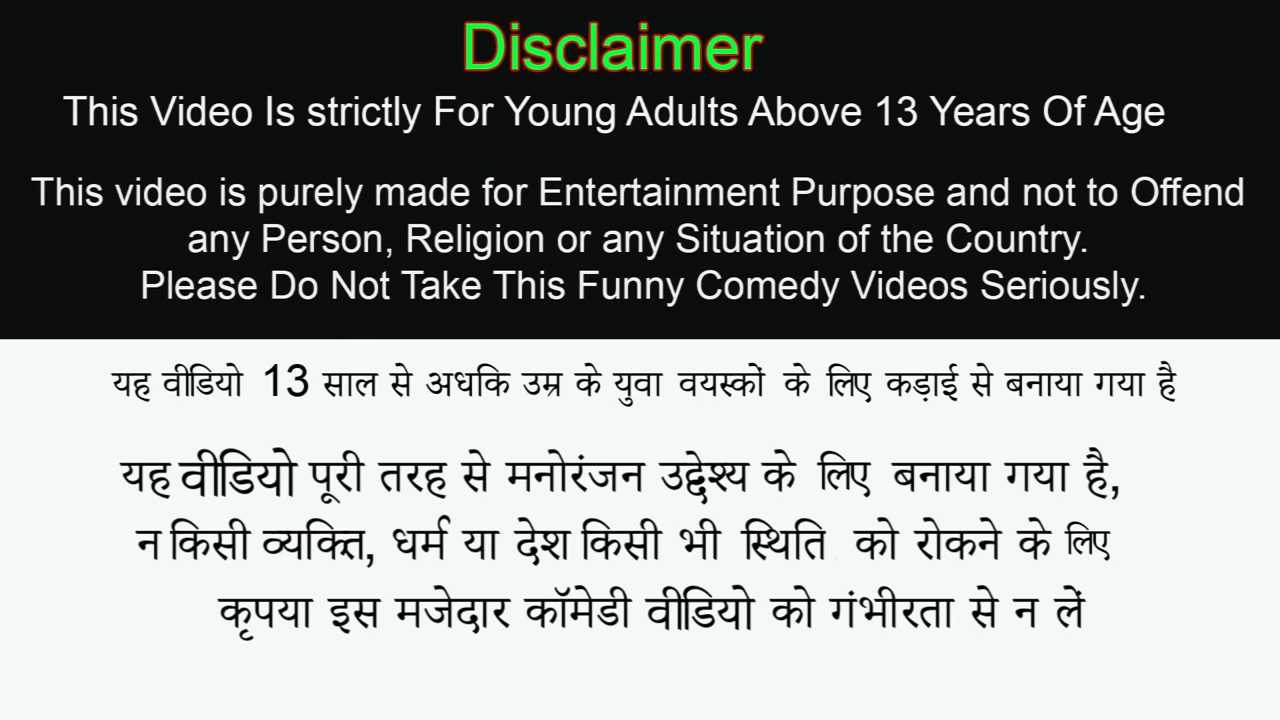 Disclaimer
This Video Is strictly For Young Adults Above 13 Years Of Age
This video is purely made for Entertainment Purpose and not to Offend
any Person, Religion or any Situation of the Country.
Please Do Not Take This Funny Comedy Videos Seriously.
यह वीडियो 13 साल से अधकि उम्र के युवा वयस्कों के लिए कड़ाई से बनाया गया है
यह वीडियो पूरी तरह से मनोरंजन उद्देश्य के लिए बनाया गया है,
न किसी व्यक्ति, धर्म या देश किसी भी स्थिति को रोकने के लिए
कृपया इस मजेदार कॉमेडी वीडियो को गंभीरता से न लें